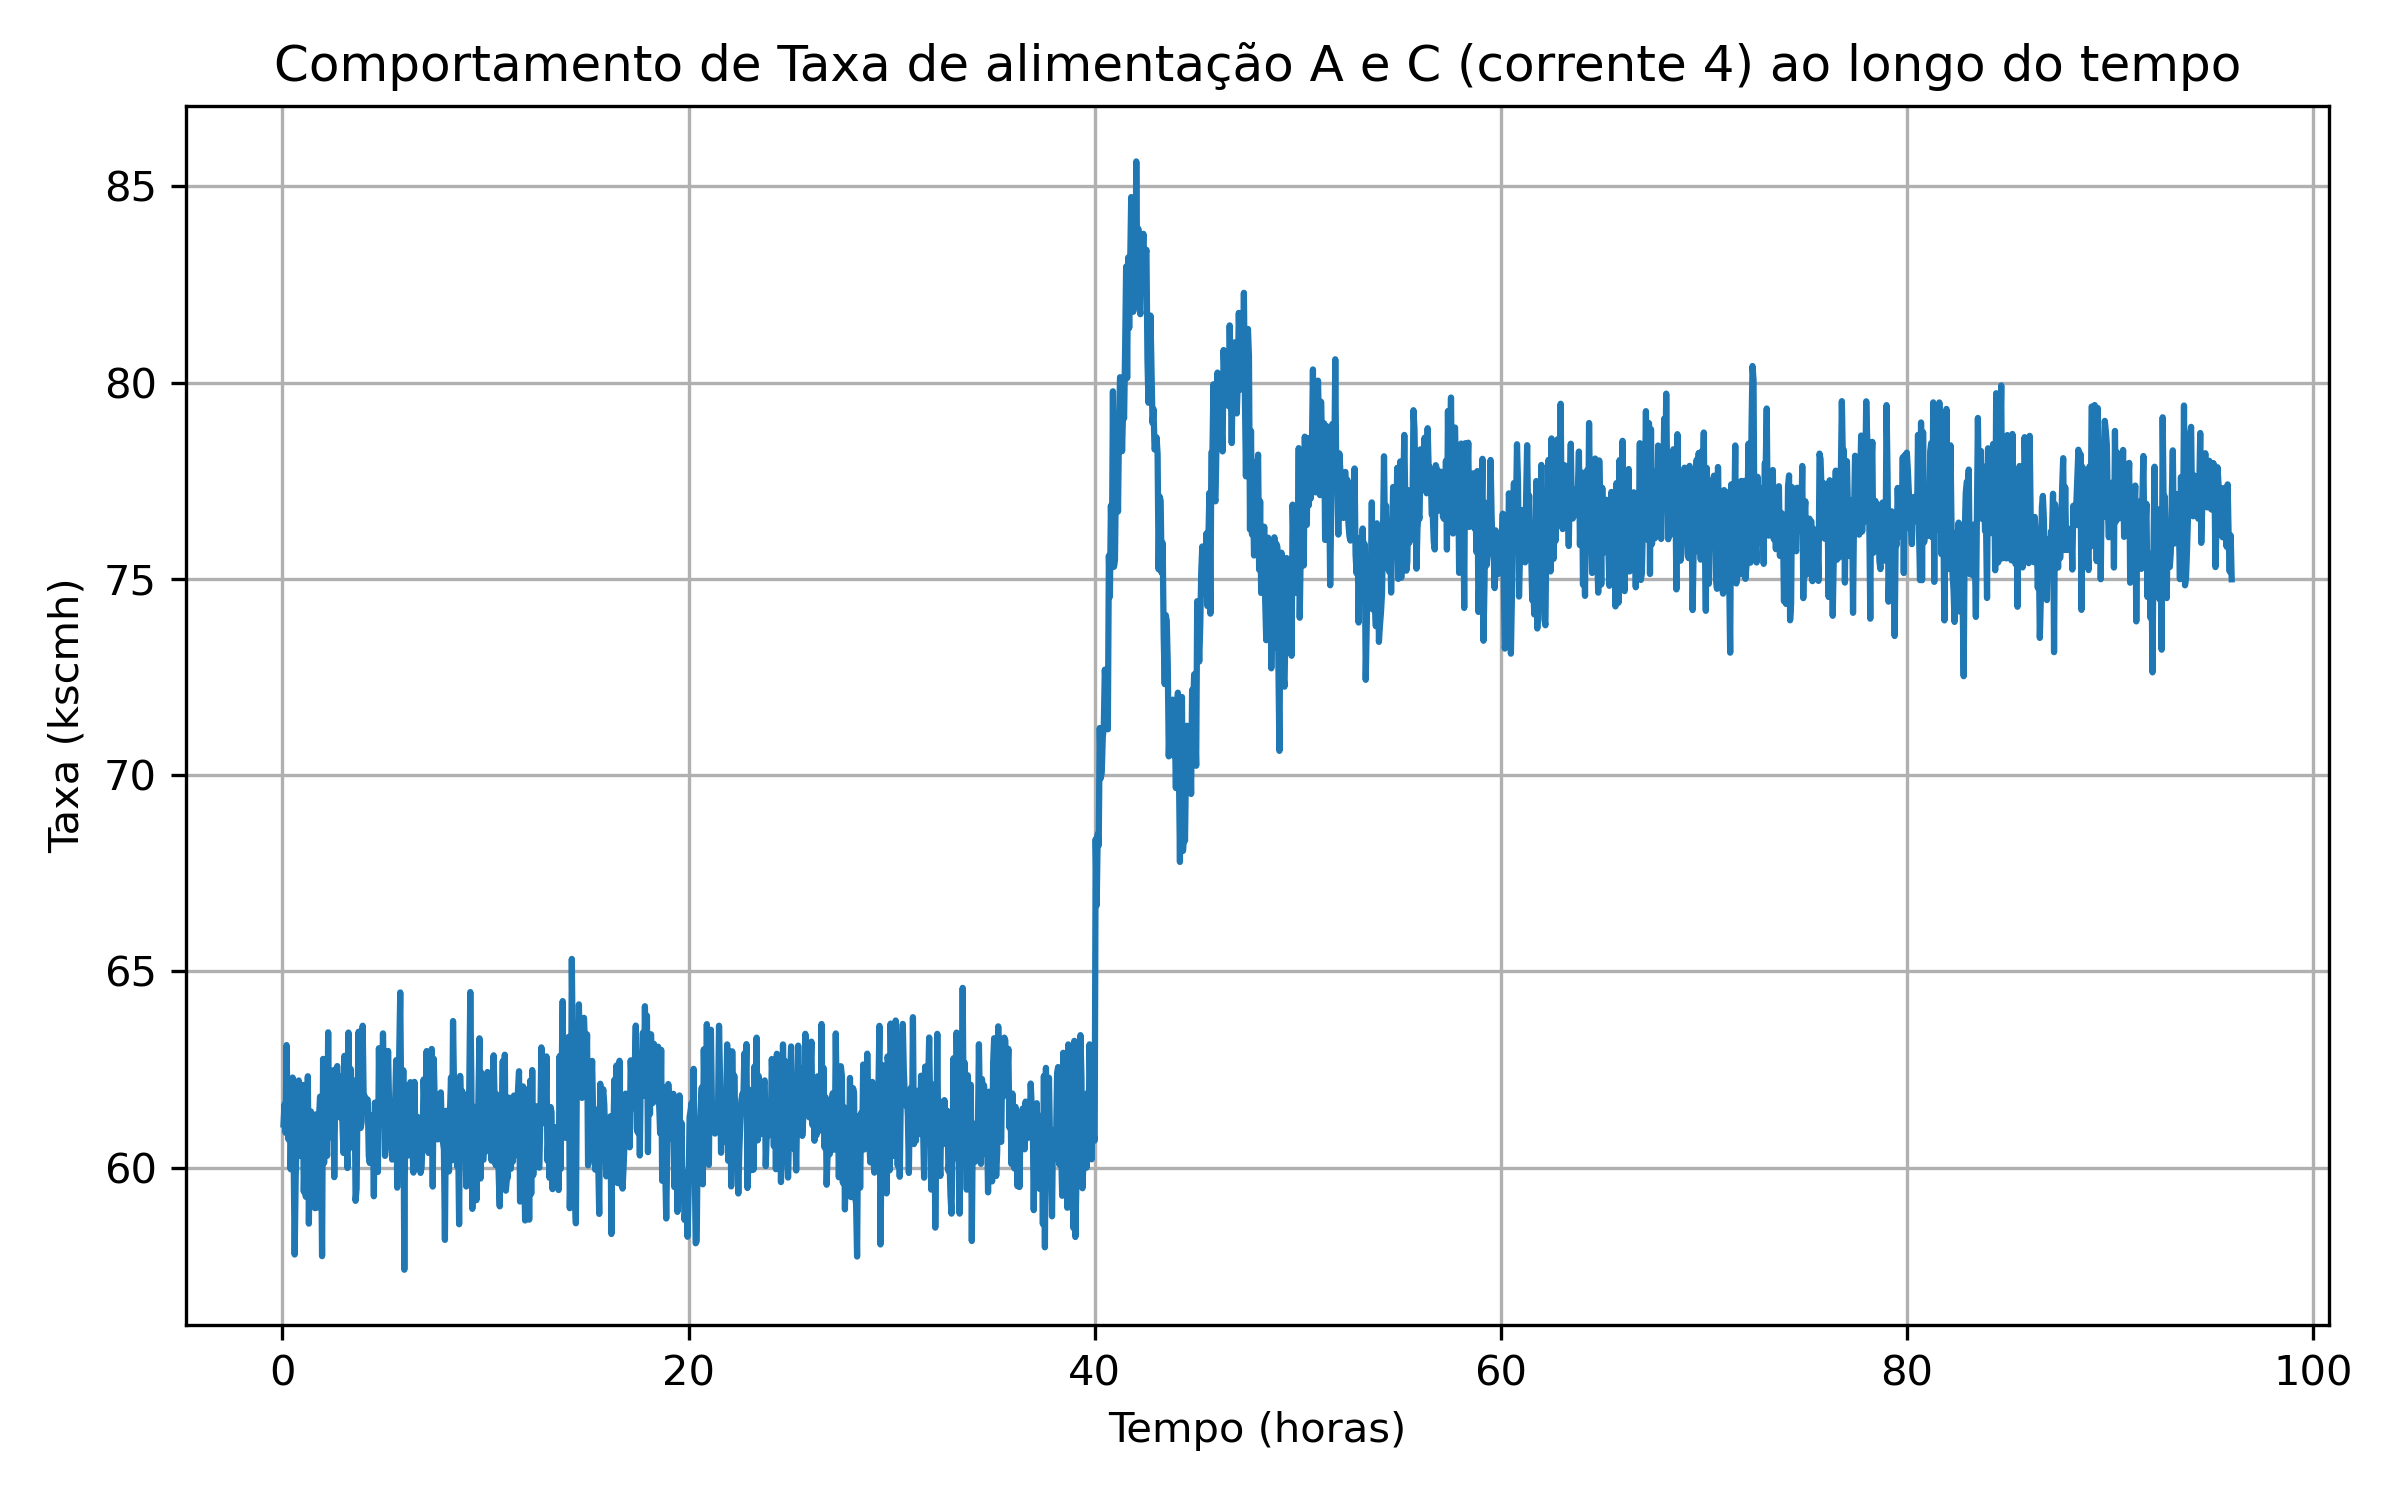 Comportamento de Taxa de alimentação A e C (corrente 4) ao longo do tempo
85
80
75
70
65
60
Taxa (kscmh)
0 20 40 60 80 100
Tempo (horas)